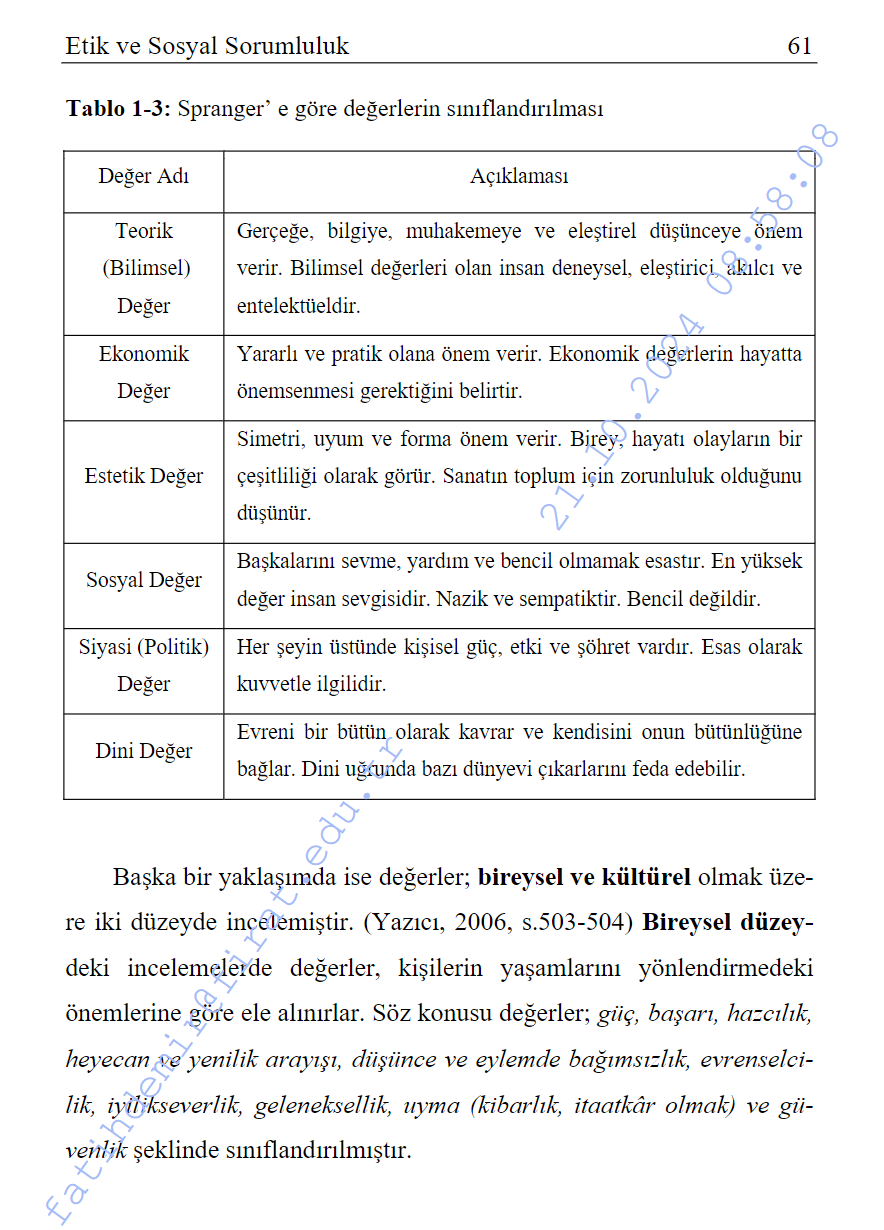 Etik ve Sosyal Sorumluluk 61
Tablo 1-3: Spranger’ e göre değerlerin sınıflandırılması
Değer Adı Açıklaması
Teorik
(Bilimsel)
Değer
Gerçeğe, bilgiye, muhakemeye ve eleştirel düşünceye önem
verir. Bilimsel değerleri olan insan deneysel, eleştirici, akılcı ve
entelektüeldir.
Ekonomik
Değer
Yararlı ve pratik olana önem verir. Ekonomik değerlerin hayatta
önemsenmesi gerektiğini belirtir.
Estetik Değer
Simetri, uyum ve forma önem verir. Birey, hayatı olayların bir
çeşitliliği olarak görür. Sanatın toplum için zorunluluk olduğunu
düşünür.
Sosyal Değer
Başkalarını sevme, yardım ve bencil olmamak esastır. En yüksek
değer insan sevgisidir. Nazik ve sempatiktir. Bencil değildir.
Siyasi (Politik)
Değer
Her şeyin üstünde kişisel güç, etki ve şöhret vardır. Esas olarak
kuvvetle ilgilidir.
Dini Değer
Evreni bir bütün olarak kavrar ve kendisini onun bütünlüğüne
bağlar. Dini uğrunda bazı dünyevi çıkarlarını feda edebilir.
Başka bir yaklaşımda ise değerler; bireysel ve kültürel olmak üze-
re iki düzeyde incelemiştir. (Yazıcı, 2006, s.503-504) Bireysel düzey-
deki incelemelerde değerler, kişilerin yaşamlarını yönlendirmedeki
önemlerine göre ele alınırlar. Söz konusu değerler; güç, başarı, hazcılık,
heyecan ve yenilik arayışı, düşünce ve eylemde bağımsızlık, evrenselci-
lik, iyilikseverlik, geleneksellik, uyma (kibarlık, itaatkâr olmak) ve gü-
venlik şeklinde sınıflandırılmıştır.
fatihdemir@firat.edu.tr
21.10.2024 08:58:08